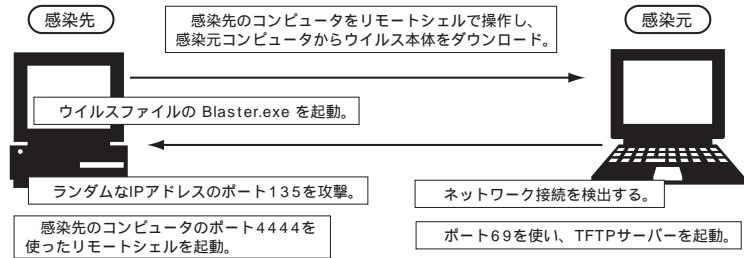 感染先
感染先のコンピュータをリモートシェルで操作し、
感染元コンピュータからウイルス本体をダウンロード。
感染元
ウイルスファイルの Blaster.exe を起動。
ランダムなIPアドレスのポート135を攻撃。
ネットワーク接続を検出する。
感染先のコンピュータのポート4444を
使ったリモートシェルを起動。
ポート69を使い、TFTPサーバーを起動。